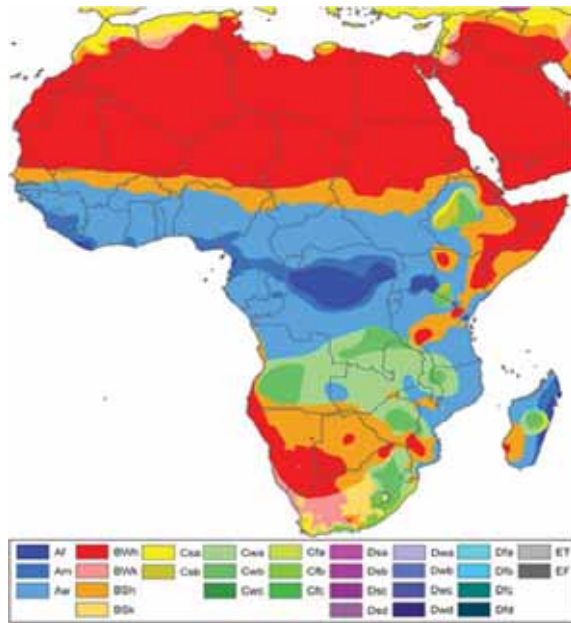 Af BWh Csa Cwa Cfa Dsa Dwa Dfa ET
Am BWk Csb Cwb Cfb Dsb Dwb Dfb EF
Aw BSh Cwc Cfc Dsc Dwc Dfc
BSk Dsd Dwd Dfd